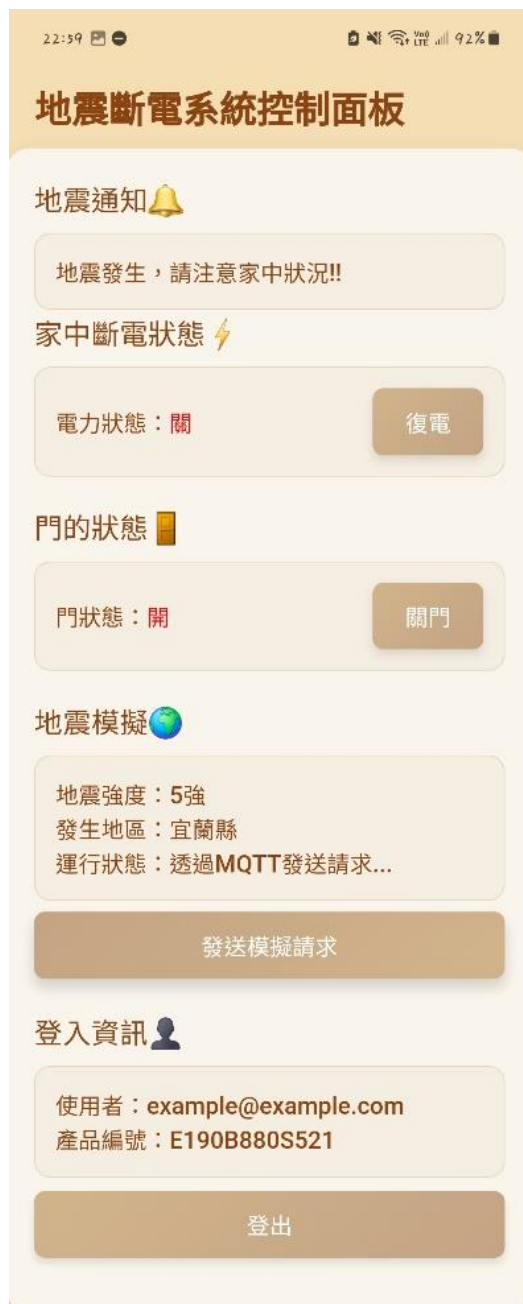 22:59
92%
地震斷電系統控制面板
地震通知🔔
地震發生，請注意家中狀況!!
家中斷電狀態⚡
電力狀態：關
復電
門的狀態🚪
門狀態：開
關門
地震模擬🌍
地震強度：5強
發生地區：宜蘭縣
運行狀態：透過MQTT發送請求...
發送模擬請求
登入資訊👤
使用者：example@example.com
產品編號：E190B880S521
登出